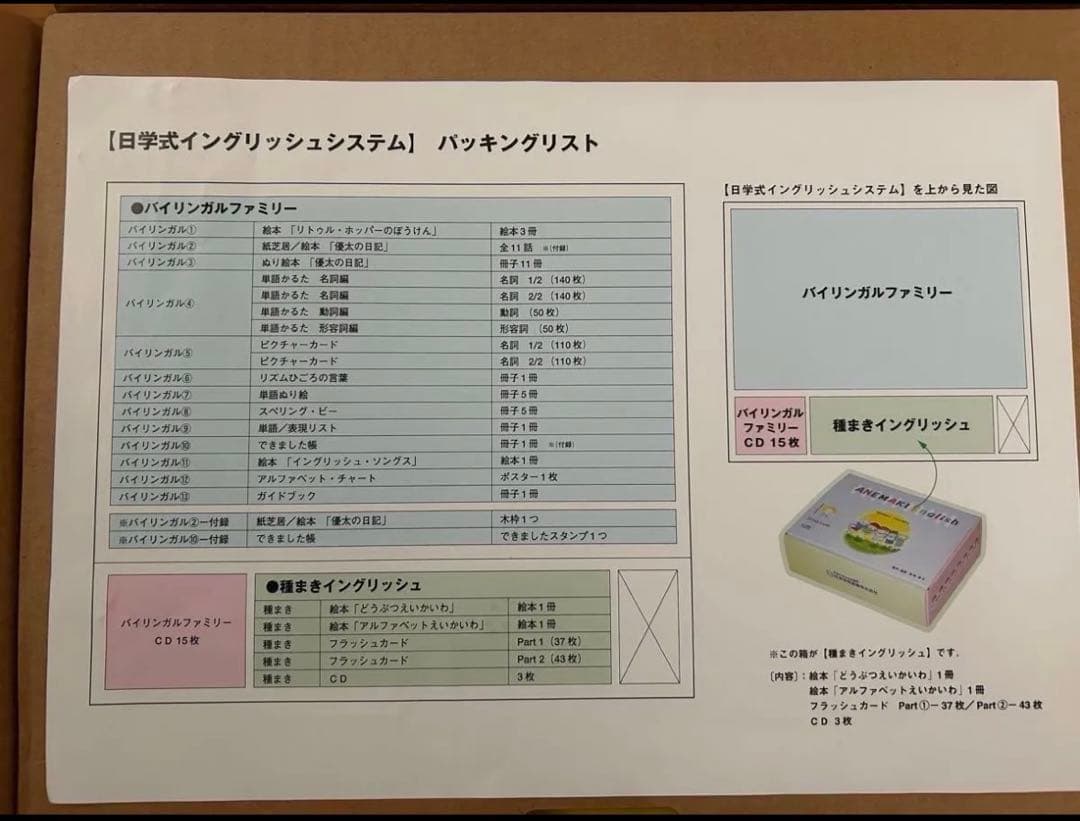 【日学式イングリッシュシステム】 パッキングリスト
●バイリンガルファミリー
バイリンガル① 絵本「リトゥル・ホッパーのぼうけん」 絵本3冊
バイリンガル② 紙芝居／絵本 「優太の日記」 全11話 ※(付録)
バイリンガル③ ぬり絵本 「優太の日記」 冊子11冊
バイリンガル④ 単語かるた 名詞編 名詞 1/2 (140枚)
単語かるた 名詞編 名詞 2/2 (140枚)
単語かるた 動詞編 動詞 (50枚)
単語かるた 形容詞編 形容詞 (50枚)
バイリンガル⑤ ピクチャーカード 名詞 1/2 (110枚)
ピクチャーカード 名詞 2/2 (110枚)
バイリンガル⑥ リズムひごろの言葉 冊子1冊
バイリンガル⑦ 単語ぬり絵 冊子5冊
バイリンガル⑧ スペリング・ビー 冊子5冊
バイリンガル⑨ 単語／表現リスト 冊子1冊
バイリンガル⑩ できました帳 冊子1冊 ※(付録)
バイリンガル⑪ 絵本 「イングリッシュ・ソングス」 絵本1冊
バイリンガル⑫ アルファベット・チャート ポスター1枚
バイリンガル⑬ ガイドブック 冊子1冊
※バイリンガル②ー付録 紙芝居／絵本 「優太の日記」 木枠1つ
※バイリンガル⑩ー付録 できました帳 できましたスタンプ1つ
バイリンガルファミリー
CD 15枚
●種まきイングリッシュ
種まき 絵本「どうぶつえいかいわ」 絵本1冊
種まき 絵本「アルファベットえいかいわ」 絵本1冊
種まき フラッシュカード Part 1 (37枚)
種まき フラッシュカード Part 2 (43枚)
種まき CD 3枚
【日学式イングリッシュシステム】を上から見た図
バイリンガルファミリー
バイリンガル
ファミリー
CD 15枚
種まきイングリッシュ
ANEMAKI English
※この箱が【種まきイングリッシュ】です。
〔内容〕：絵本「どうぶつえいかいわ」1冊
絵本「アルファベットえいかいわ」1冊
フラッシュカード Part①－37枚／Part②－43枚
CD 3枚